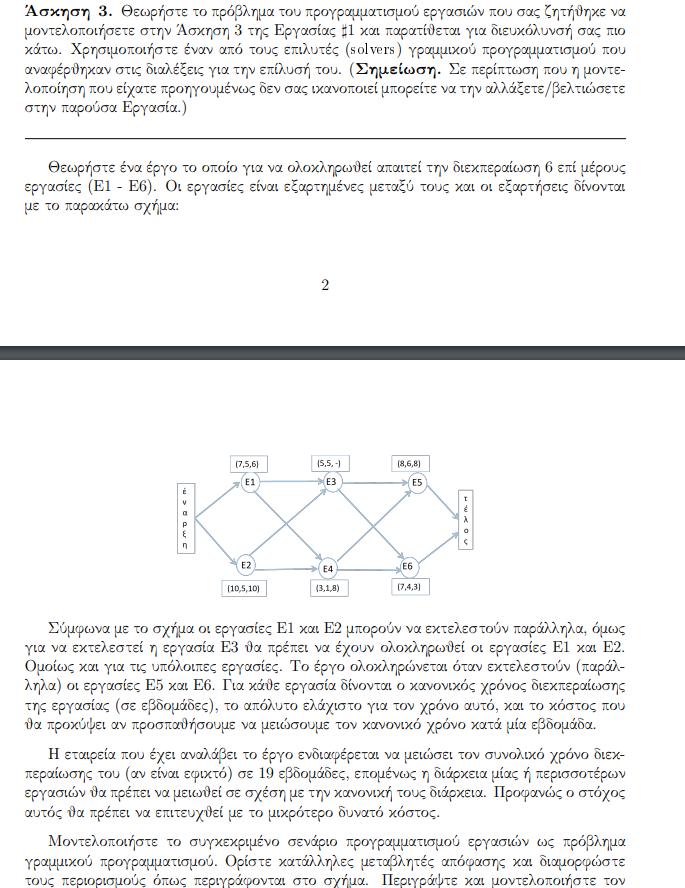 Άσκηση 3. Θεωρήστε το πρόβλημα του προγραμματισμού εργασιών που σας ζητήθηκε να
μοντελοποιήσετε στην Άσκηση 3 της Εργασίας ♯1 και παρατίθεται για διευκόλυνσή σας πιο
κάτω. Χρησιμοποιήστε έναν από τους επιλυτές (solvers) γραμμικού προγραμματισμού που
αναφέρθηκαν στις διαλέξεις για την επίλυσή του. (Σημείωση. Σε περίπτωση που η μοντε-
λοποίηση που είχατε προηγουμένως δεν σας ικανοποιεί μπορείτε να την αλλάξετε/βελτιώσετε
στην παρούσα Εργασία.)
Θεωρήστε ένα έργο το οποίο για να ολοκληρωθεί απαιτεί την διεκπεραίωση 6 επί μέρους
εργασίες (Ε1 - Ε6). Οι εργασίες είναι εξαρτημένες μεταξύ τους και οι εξαρτήσεις δίνονται
με το παρακάτω σχήμα:
2
(7,5,6) (5,5, -) (8,6,8)
έναρξη E1 E3 E5 τέλος
E2 E4 E6
(10,5,10) (3,1,8) (7,4,3)
Σύμφωνα με το σχήμα οι εργασίες Ε1 και Ε2 μπορούν να εκτελεστούν παράλληλα, όμως
για να εκτελεστεί η εργασία Ε3 θα πρέπει να έχουν ολοκληρωθεί οι εργασίες Ε1 και Ε2.
Ομοίως και για τις υπόλοιπες εργασίες. Το έργο ολοκληρώνεται όταν εκτελεστούν (παράλ-
ληλα) οι εργασίες Ε5 και Ε6. Για κάθε εργασία δίνονται ο κανονικός χρόνος διεκπεραίωσης
της εργασίας (σε εβδομάδες), το απόλυτο ελάχιστο για τον χρόνο αυτό, και το κόστος που
θα προκύψει αν προσπαθήσουμε να μειώσουμε τον κανονικό χρόνο κατά μία εβδομάδα.
Η εταιρεία που έχει αναλάβει το έργο ενδιαφέρεται να μειώσει τον συνολικό χρόνο διεκ-
περαίωσης του (αν είναι εφικτό) σε 19 εβδομάδες, επομένως η διάρκεια μίας ή περισσοτέρων
εργασιών θα πρέπει να μειωθεί σε σχέση με την κανονική τους διάρκεια. Προφανώς ο στόχος
αυτός θα πρέπει να επιτευχθεί με το μικρότερο δυνατό κόστος.
Μοντελοποιήστε το συγκεκριμένο σενάριο προγραμματισμού εργασιών ως πρόβλημα
γραμμικού προγραμματισμού. Ορίστε κατάλληλες μεταβλητές απόφασης και διαμορφώστε
τους περιορισμούς όπως περιγράφονται στο σχήμα. Περιγράψτε και μοντελοποιήστε τον